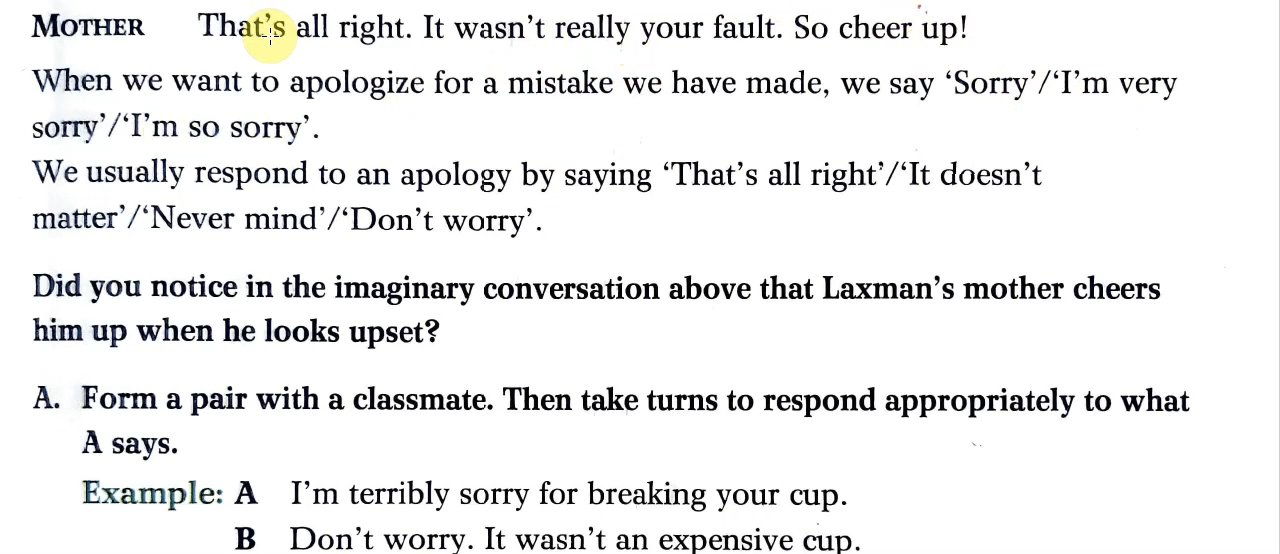 MOTHER That's all right. It wasn't really your fault. So cheer up!
When we want to apologize for a mistake we have made, we say ‘Sorry’/‘I’m very
sorry’/‘I’m so sorry’.
We usually respond to an apology by saying ‘That’s all right’/‘It doesn’t
matter’/‘Never mind’/‘Don’t worry’.
Did you notice in the imaginary conversation above that Laxman’s mother cheers
him up when he looks upset?
A. Form a pair with a classmate. Then take turns to respond appropriately to what
A says.
Example: A I’m terribly sorry for breaking your cup.
B Don’t worry. It wasn’t an expensive cup.